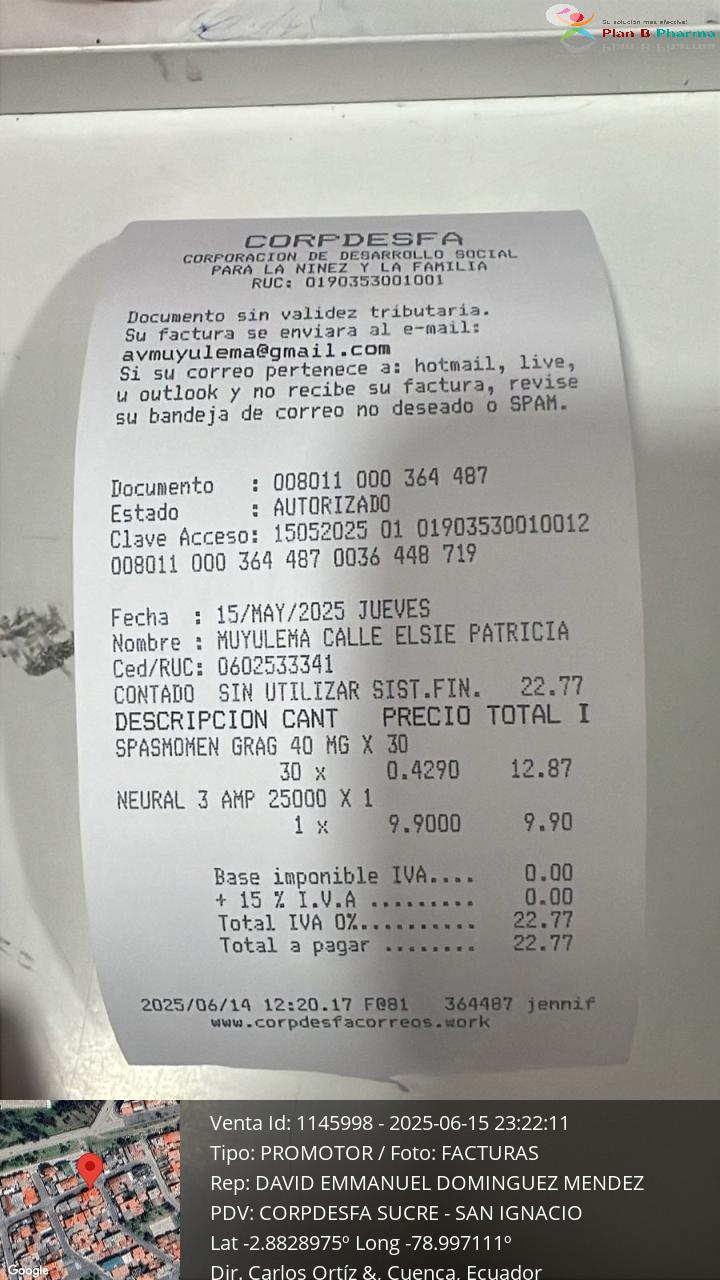 Su solución mas efectiva!
Plan B Pharma
CORPDESFA
CORPORACION DE DESARROLLO SOCIAL
PARA LA NINEZ Y LA FAMILIA
RUC: 0190353001001
Documento sin validez tributaria.
Su factura se enviara al e-mail:
avmuyulema@gmail.com
Si su correo pertenece a: hotmail, live,
u outlook y no recibe su factura, revise
su bandeja de correo no deseado o SPAM.
Documento : 008011 000 364 487
Estado : AUTORIZADO
Clave Acceso: 15052025 01 01903530010012
008011 000 364 487 0036 448 719
Fecha : 15/MAY/2025 JUEVES
Nombre : MUYULEMA CALLE ELSIE PATRICIA
Ced/RUC: 0602533341
CONTADO SIN UTILIZAR SIST.FIN. 22.77
DESCRIPCION CANT PRECIO TOTAL I
SPASMOMEN GRAG 40 MG X 30
30 x 0.4290 12.87
NEURAL 3 AMP 25000 X 1
1 x 9.9000 9.90
Base imponible IVA.... 0.00
+ 15 % I.V.A ......... 0.00
Total IVA 0%........... 22.77
Total a pagar ........ 22.77
2025/06/14 12:20.17 F@81 364487 jennif
www.corpdesfacorreos.work
Venta Id: 1145998 - 2025-06-15 23:22:11
Tipo: PROMOTOR / Foto: FACTURAS
Rep: DAVID EMMANUEL DOMINGUEZ MENDEZ
PDV: CORPDESFA SUCRE - SAN IGNACIO
Lat -2.8828975º Long -78.997111º
Dir. Carlos Ortíz &, Cuenca, Ecuador
Google